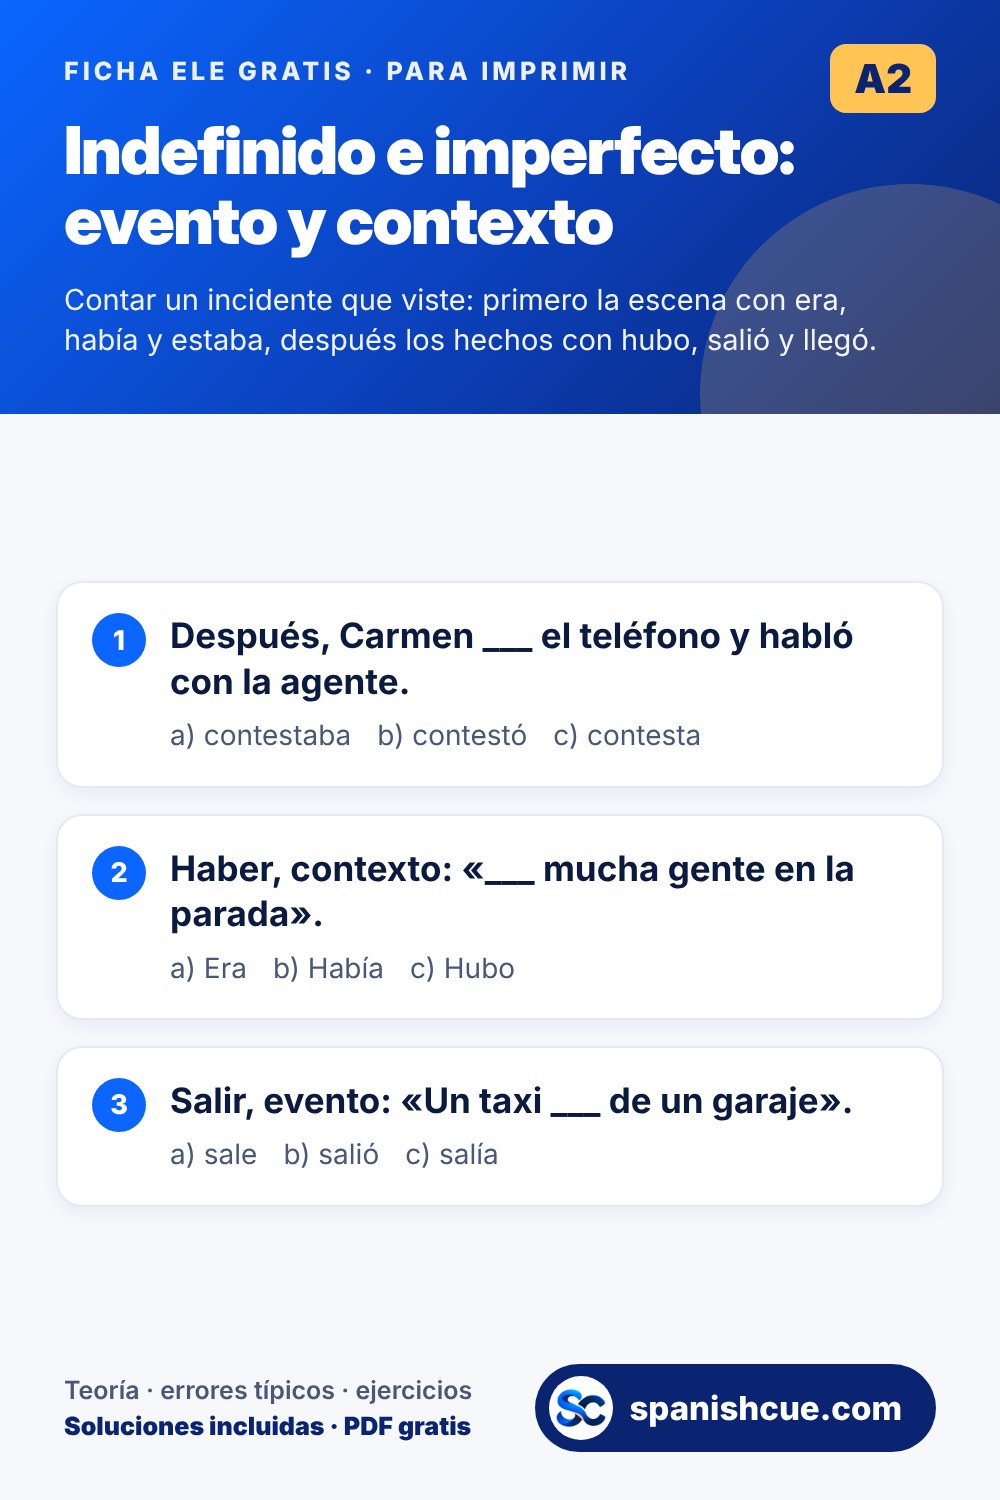 FICHA ELE GRATIS · PARA IMPRIMIR
A2
Indefinido e imperfecto:
evento y contexto
Contar un incidente que viste: primero la escena con era,
había y estaba, después los hechos con hubo, salió y llegó.
1
Después, Carmen ___ el teléfono y habló
con la agente.
a) contestaba b) contestó c) contesta
2
Haber, contexto: «___ mucha gente en la
parada».
a) Era b) Había c) Hubo
3
Salir, evento: «Un taxi ___ de un garaje».
a) sale b) salió c) salía
Teoría · errores típicos · ejercicios
Soluciones incluidas · PDF gratis
SC
spanishcue.com